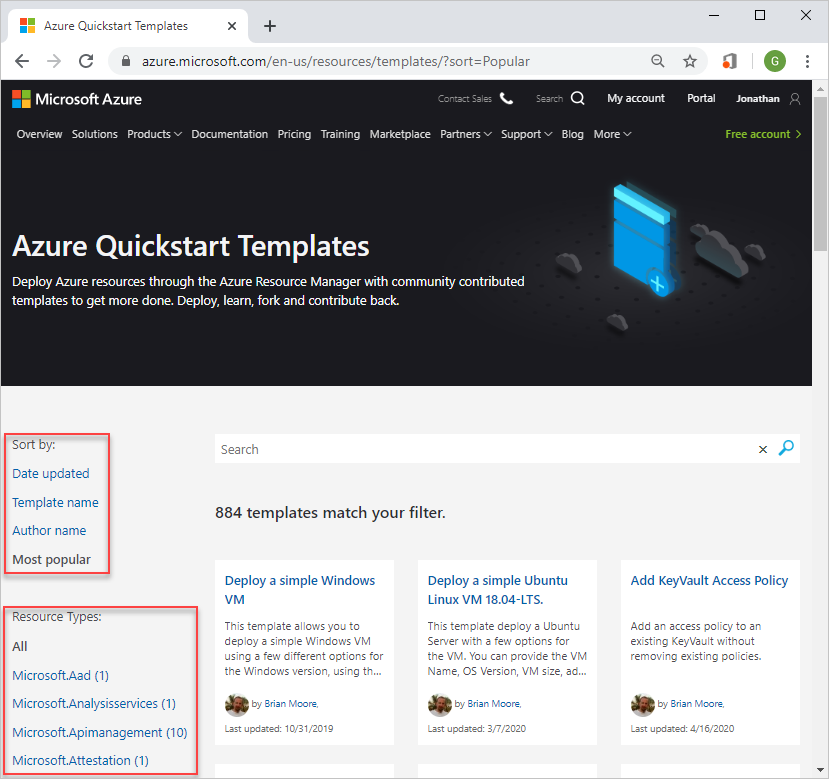 Azure Quickstart Templates
azure.microsoft.com/en-us/resources/templates/?sort=Popular
G
Microsoft Azure
Contact Sales
Search
My account
Portal
Jonathan
Overview Solutions Products Documentation Pricing Training Marketplace Partners Support Blog More
Free account
Azure Quickstart Templates
Deploy Azure resources through the Azure Resource Manager with community contributed
templates to get more done. Deploy, learn, fork and contribute back.
Sort by:
Date updated
Template name
Author name
Most popular
Resource Types:
All
Microsoft.Aad (1)
Microsoft.Analysisservices (1)
Microsoft.Apimanagement (10)
Microsoft.Attestation (1)
Search
884 templates match your filter.
Deploy a simple Windows
VM
This template allows you to
deploy a simple Windows VM
using a few different options for
the Windows version, using th...
by Brian Moore,
Last updated: 10/31/2019
Deploy a simple Ubuntu
Linux VM 18.04-LTS.
This template deploy a Ubuntu
Server with a few options for
the VM. You can provide the VM
Name, OS Version, VM size, ad...
by Brian Moore,
Last updated: 3/7/2020
Add KeyVault Access Policy
Add an access policy to an
existing KeyVault without
removing existing policies.
by Brian Moore,
Last updated: 4/16/2020